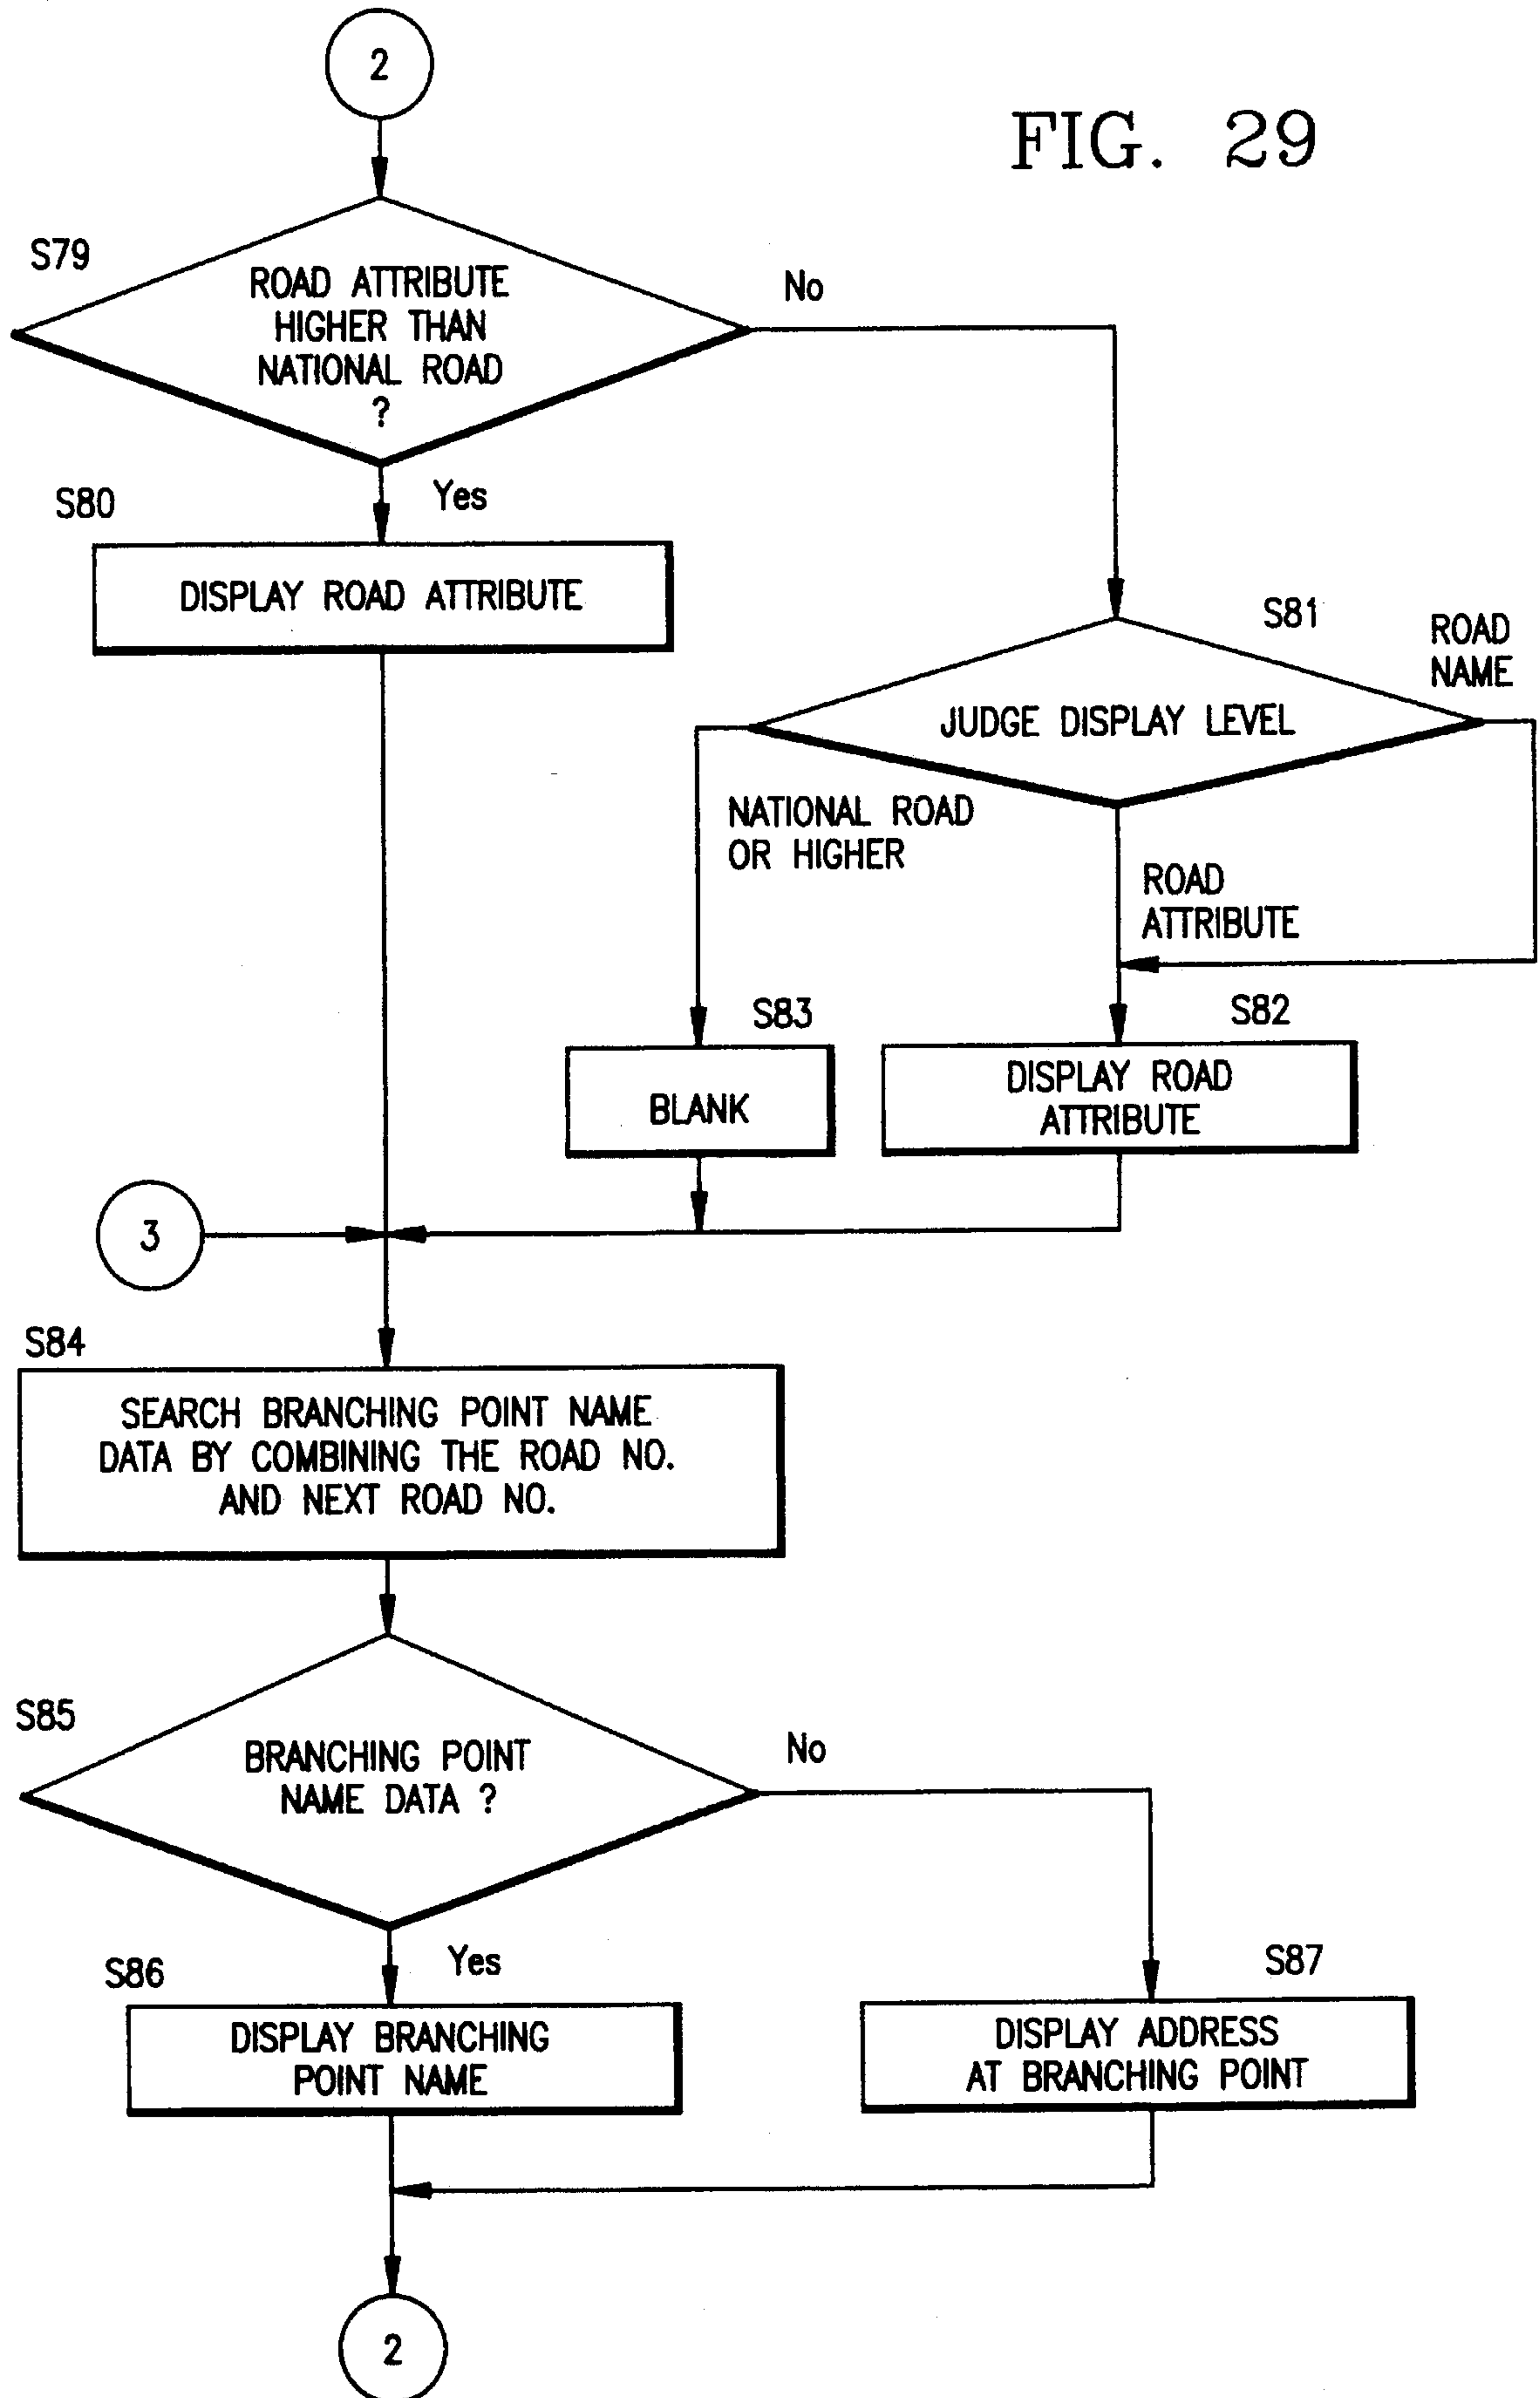 2
FIG. 29
S79
ROAD ATTRIBUTE
HIGHER THAN
NATIONAL ROAD
?
No
Yes
S80
DISPLAY ROAD ATTRIBUTE
S81
ROAD
NAME
JUDGE DISPLAY LEVEL
NATIONAL ROAD
OR HIGHER
ROAD
ATTRIBUTE
S83
BLANK
S82
DISPLAY ROAD
ATTRIBUTE
3
S84
SEARCH BRANCHING POINT NAME
DATA BY COMBINING THE ROAD NO.
AND NEXT ROAD NO.
S85
BRANCHING POINT
NAME DATA ?
No
Yes
S86
DISPLAY BRANCHING
POINT NAME
S87
DISPLAY ADDRESS
AT BRANCHING POINT
2